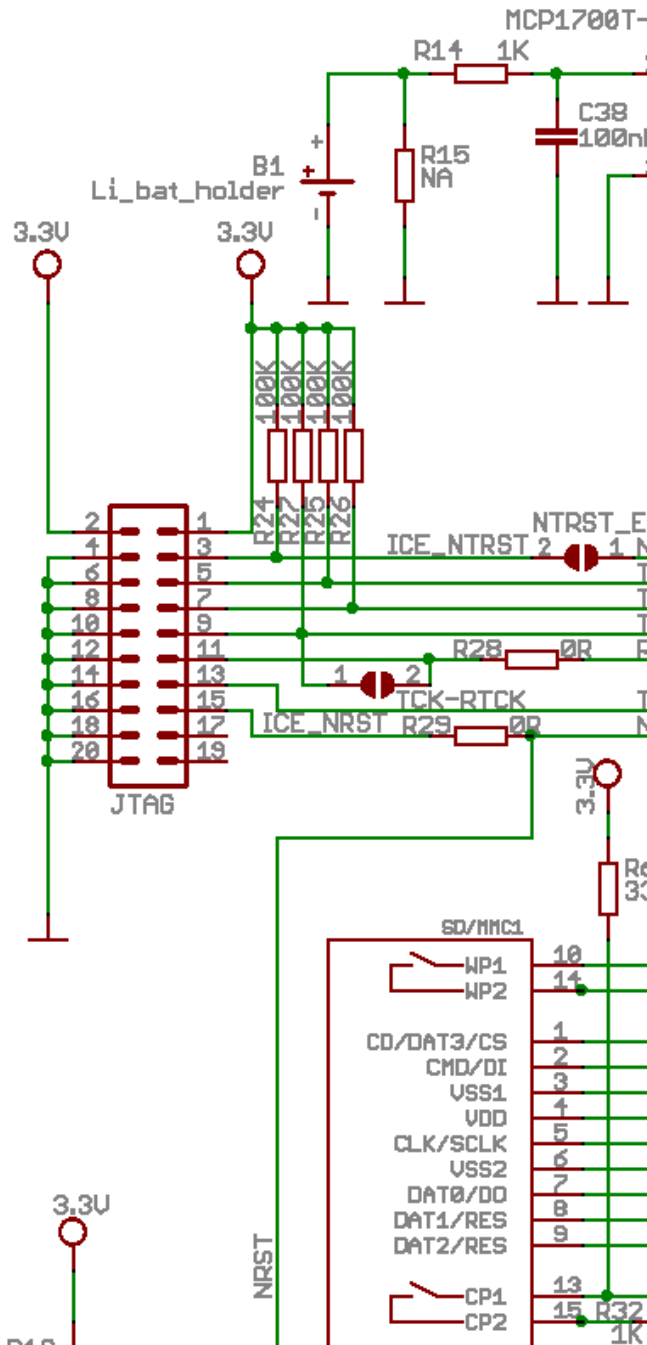 MCP1700T-
R14 1K
C38
100n
R15
NA
B1
+
+
-
Li_bat_holder
3.3V 3.3V
100K 100K 100K 100K
R24 R27 R25 R26
2 1
4 3
6 5
8 7
10 9
12 11
14 13
16 15
18 17
20 19
JTAG
ICE_NTRST 2 1
NTRST_E
R28 0R
1 2
TCK-RTCK
ICE_NRST R29 0R
3.3V
SD/MMC1
WP1 10
WP2 14
CD/DAT3/CS 1
CMD/DI 2
VSS1 3
VDD 4
CLK/SCLK 5
VSS2 6
DAT0/DO 7
DAT1/RES 8
DAT2/RES 9
CP1 13
CP2 15
R32
1K
NRST
3.3V